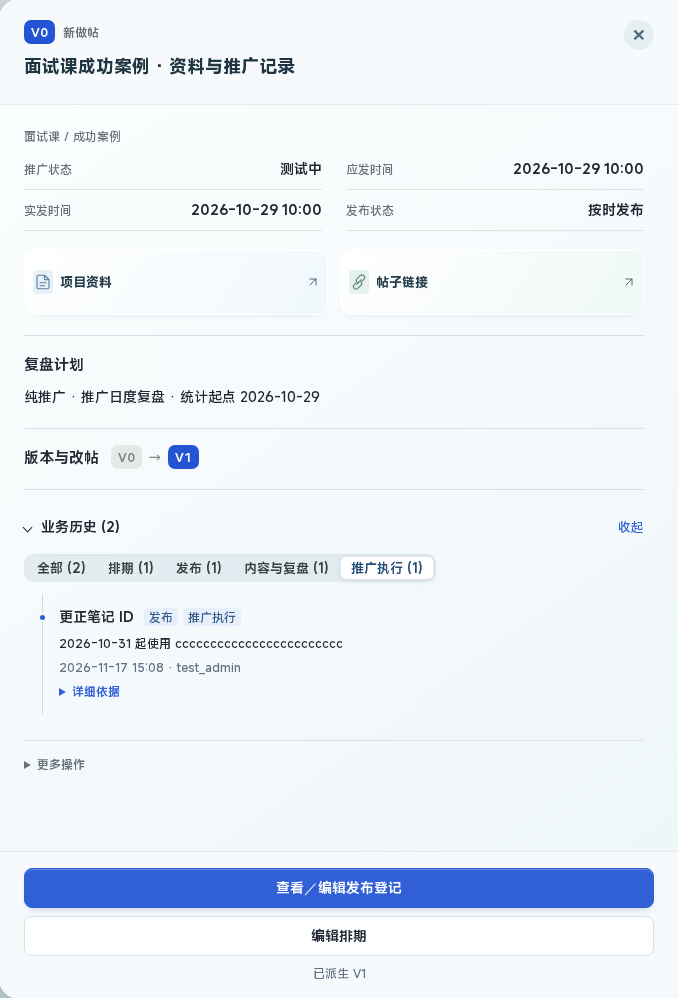 V0 新做帖
面试课成功案例 · 资料与推广记录
面试课 / 成功案例
推广状态 测试中 应发时间 2026-10-29 10:00
实发时间 2026-10-29 10:00 发布状态 按时发布
项目资料 帖子链接
复盘计划
纯推广 · 推广日度复盘 · 统计起点 2026-10-29
版本与改帖 V0 → V1
业务历史 (2) 收起
全部 (2) 排期 (1) 发布 (1) 内容与复盘 (1) 推广执行 (1)
更正笔记 ID 发布 推广执行
2026-10-31 起使用 cccccccccccccccccccccccc
2026-11-17 15:08 · test_admin
详细依据
更多操作
查看／编辑发布登记
编辑排期
已派生 V1